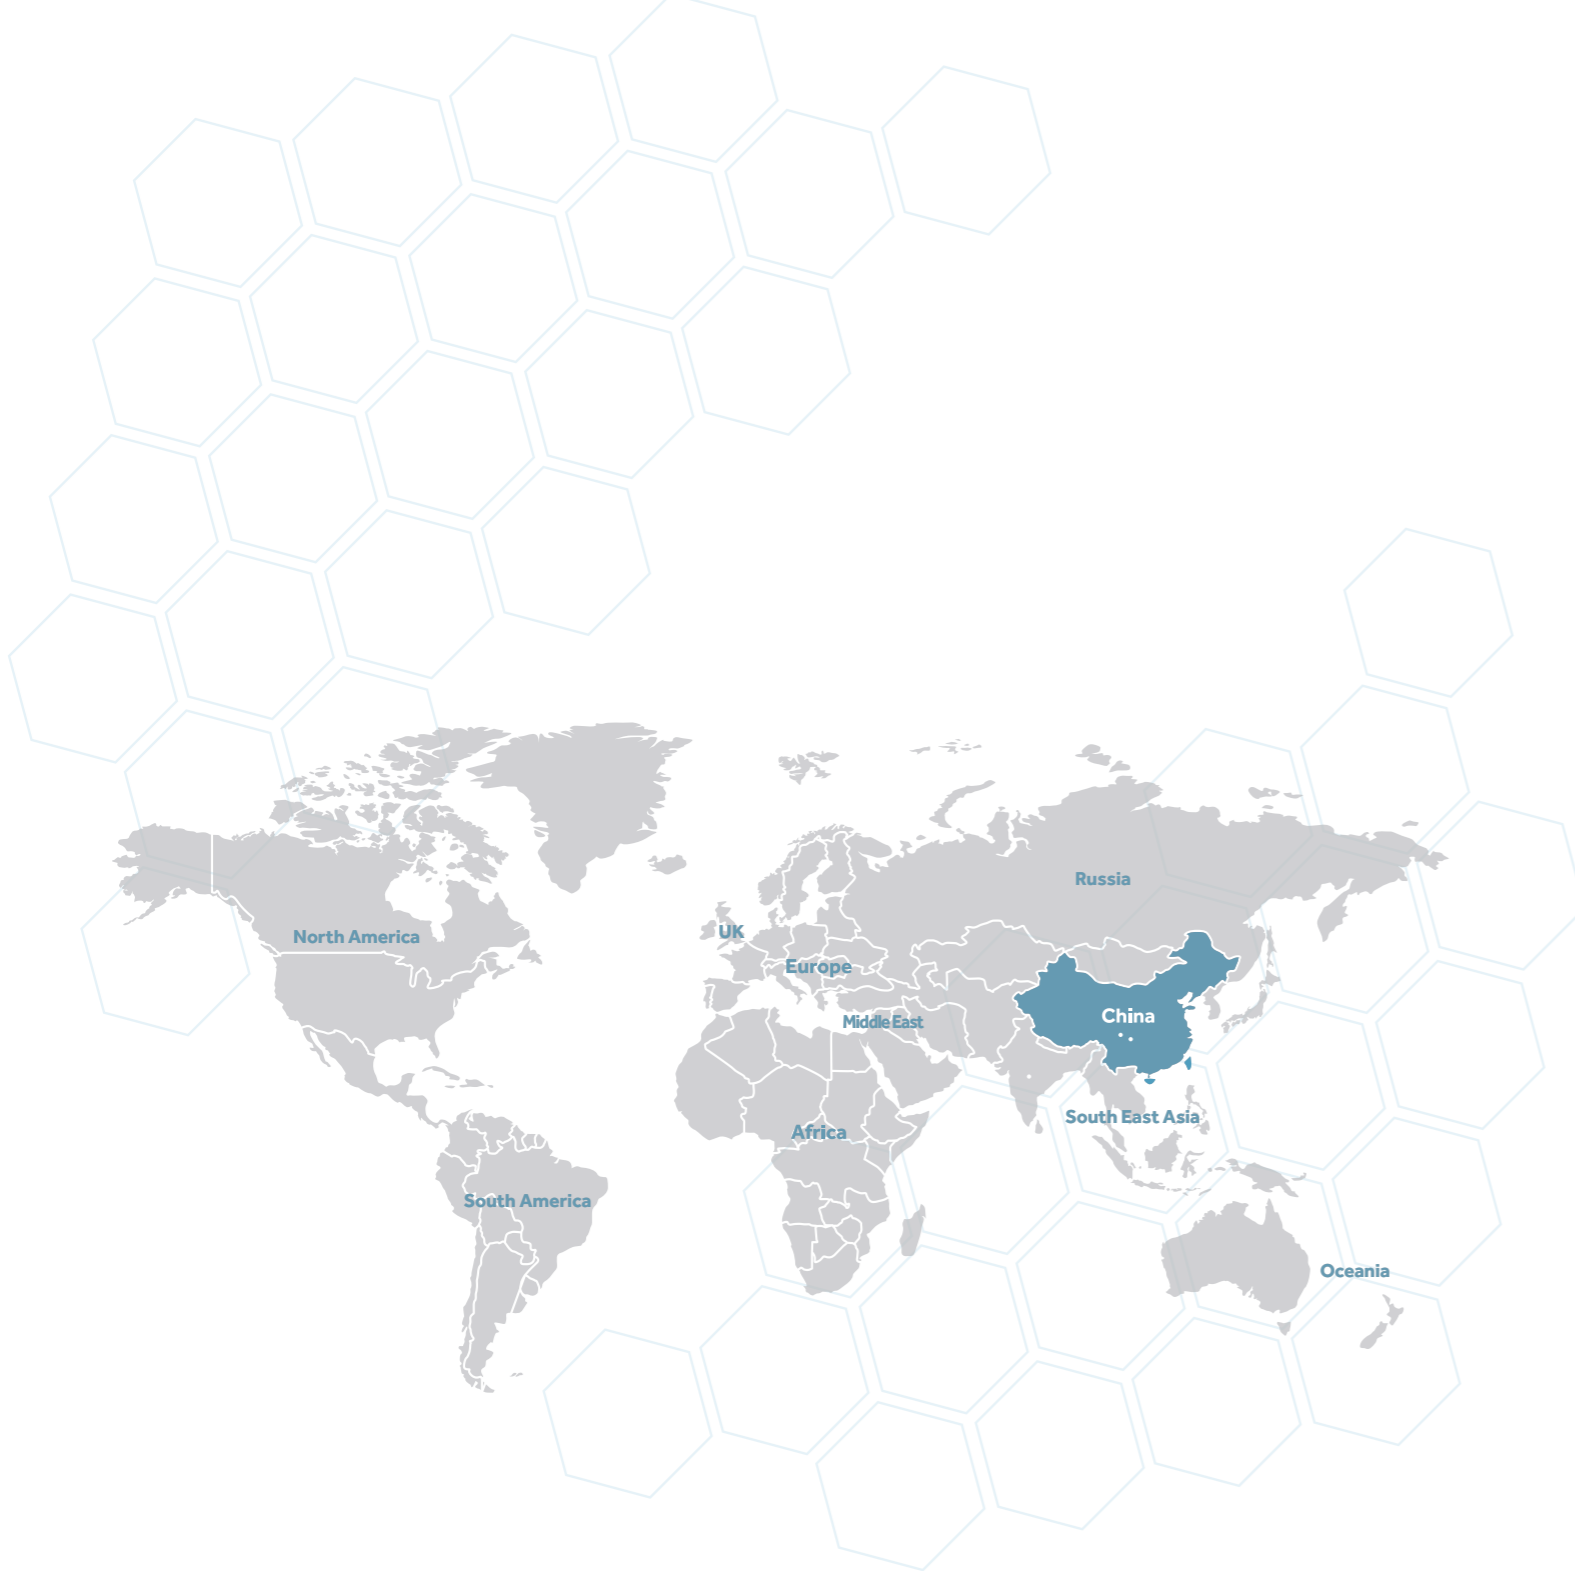 Russia
UK
North America
Europe
China
Middle East
South East Asia
Africa
South America
Oceania